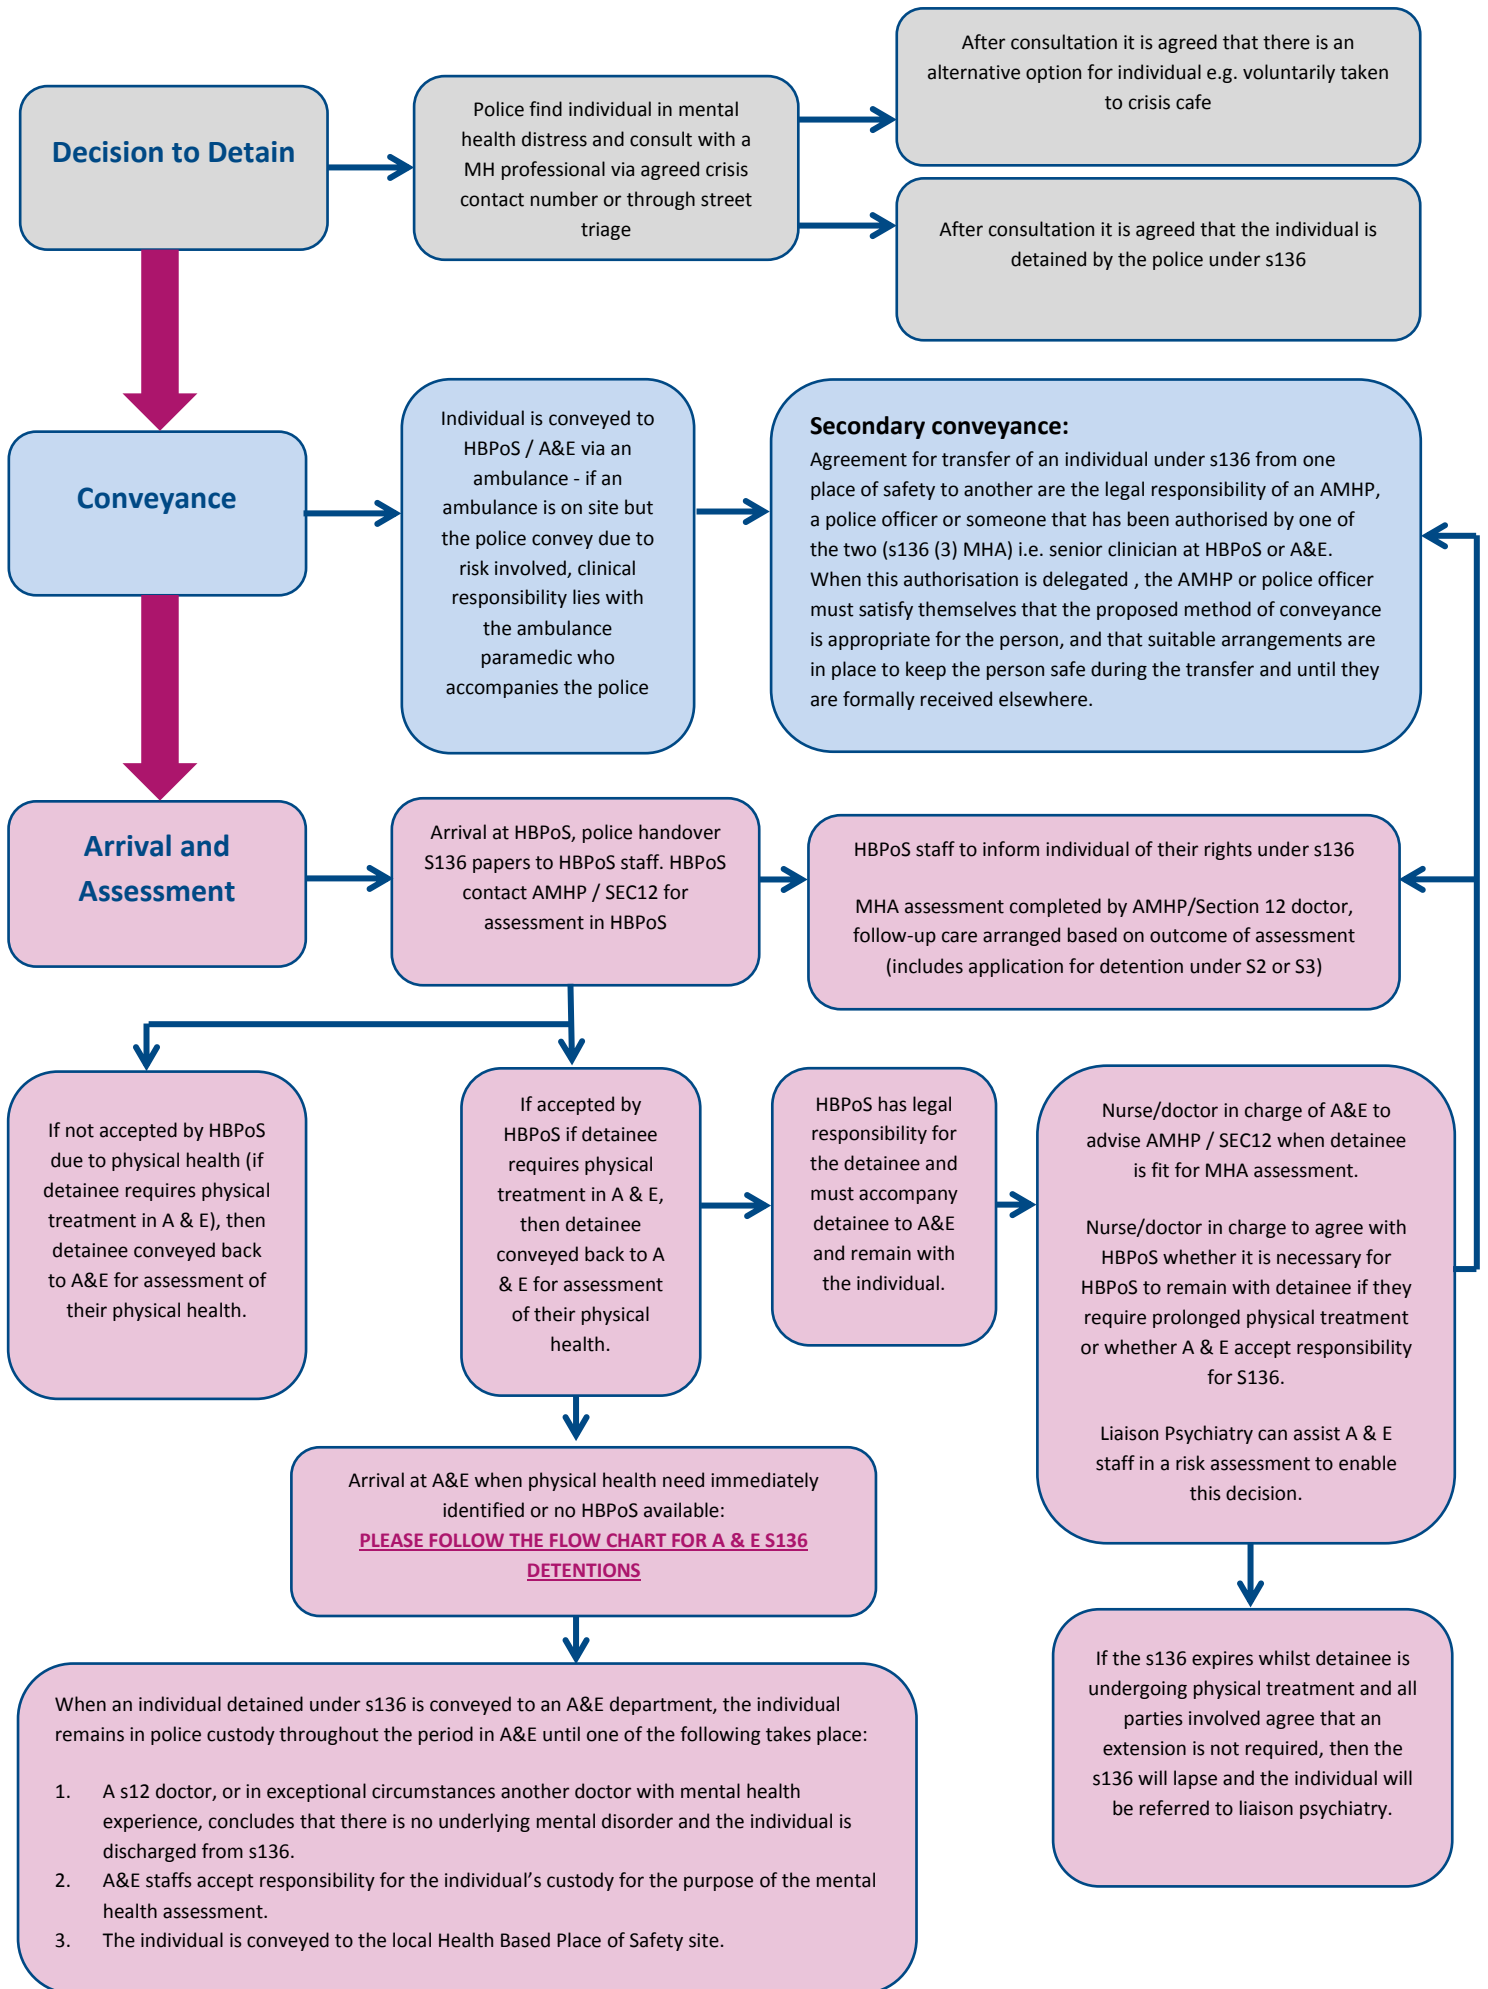 Decision to Detain
Police find individual in mental
health distress and consult with a
MH professional via agreed crisis
contact number or through street
triage
After consultation it is agreed that there is an
alternative option for individual e.g. voluntarily taken
to crisis cafe
After consultation it is agreed that the individual is
detained by the police under s136
Conveyance
Individual is conveyed to
HBPoS / A&E via an
ambulance - if an
ambulance is on site but
the police convey due to
risk involved, clinical
responsibility lies with
the ambulance
paramedic who
accompanies the police
Secondary conveyance:
Agreement for transfer of an individual under s136 from one
place of safety to another are the legal responsibility of an AMHP,
a police officer or someone that has been authorised by one of
the two (s136 (3) MHA) i.e. senior clinician at HBPoS or A&E.
When this authorisation is delegated , the AMHP or police officer
must satisfy themselves that the proposed method of conveyance
is appropriate for the person, and that suitable arrangements are
in place to keep the person safe during the transfer and until they
are formally received elsewhere.
Arrival and
Assessment
Arrival at HBPoS, police handover
S136 papers to HBPoS staff. HBPoS
contact AMHP / SEC12 for
assessment in HBPoS
HBPoS staff to inform individual of their rights under s136
MHA assessment completed by AMHP/Section 12 doctor,
follow-up care arranged based on outcome of assessment
(includes application for detention under S2 or S3)
If not accepted by HBPoS
due to physical health (if
detainee requires physical
treatment in A & E), then
detainee conveyed back
to A&E for assessment of
their physical health.
If accepted by
HBPoS if detainee
requires physical
treatment in A & E,
then detainee
conveyed back to A
& E for assessment
of their physical
health.
HBPoS has legal
responsibility for
the detainee and
must accompany
detainee to A&E
and remain with
the individual.
Nurse/doctor in charge of A&E to
advise AMHP / SEC12 when detainee
is fit for MHA assessment.
Nurse/doctor in charge to agree with
HBPoS whether it is necessary for
HBPoS to remain with detainee if they
require prolonged physical treatment
or whether A & E accept responsibility
for S136.
Liaison Psychiatry can assist A & E
staff in a risk assessment to enable
this decision.
Arrival at A&E when physical health need immediately
identified or no HBPoS available:
PLEASE FOLLOW THE FLOW CHART FOR A & E S136
DETENTIONS
If the s136 expires whilst detainee is
undergoing physical treatment and all
parties involved agree that an
extension is not required, then the
s136 will lapse and the individual will
be referred to liaison psychiatry.
When an individual detained under s136 is conveyed to an A&E department, the individual
remains in police custody throughout the period in A&E until one of the following takes place:
1. A s12 doctor, or in exceptional circumstances another doctor with mental health
experience, concludes that there is no underlying mental disorder and the individual is
discharged from s136.
2. A&E staffs accept responsibility for the individual's custody for the purpose of the mental
health assessment.
3. The individual is conveyed to the local Health Based Place of Safety site.